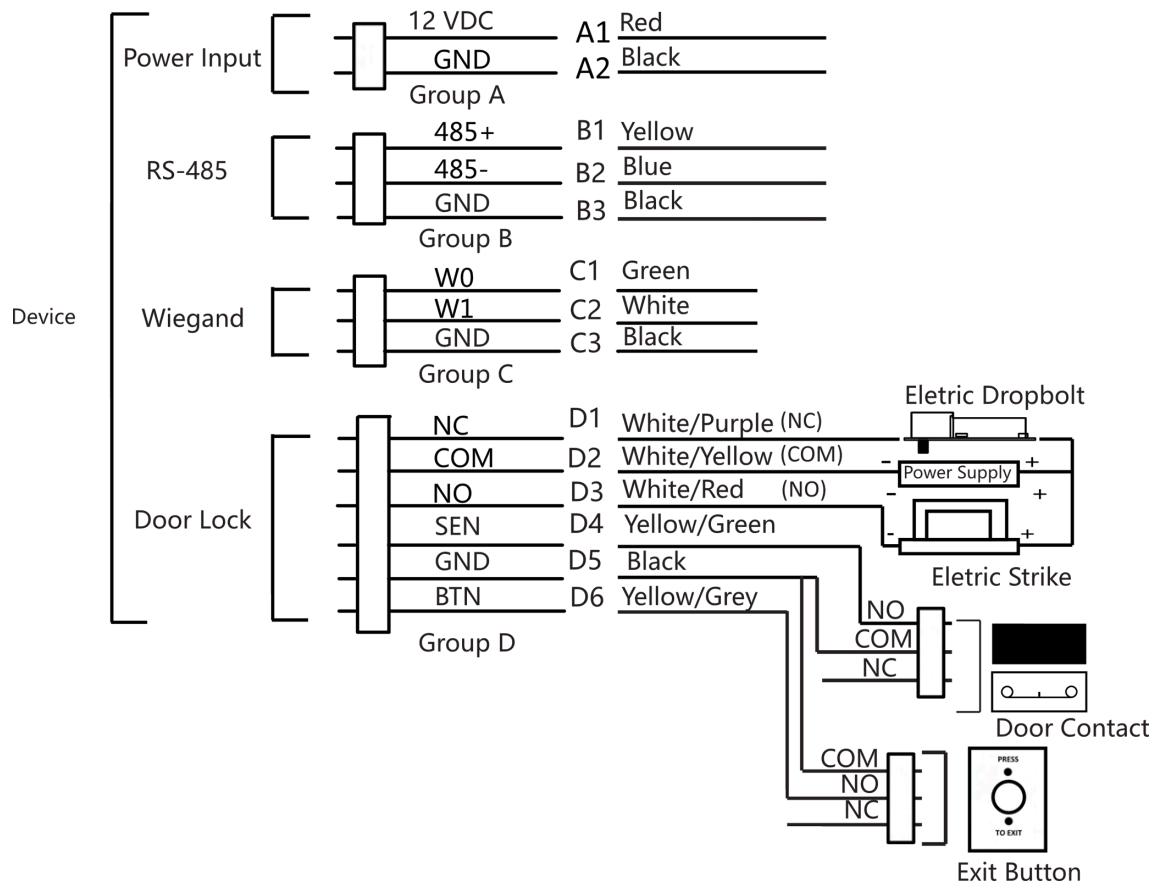 12 VDC
A1 Red
Power Input
GND
A2 Black
Group A
485+
B1 Yellow
RS-485
485-
B2 Blue
GND
B3 Black
Group B
W0
C1 Green
Device
Wiegand
W1
C2 White
GND
C3 Black
Group C
Eletric Dropbolt
NC
D1 White/Purple (NC)
COM
D2 White/Yellow (COM)
- Power Supply +
NO
D3 White/Red (NO)
- +
Door Lock
SEN
D4 Yellow/Green
- +
GND
D5 Black
Eletric Strike
BTN
D6 Yellow/Grey
Group D
NO
COM
NC
Door Contact
COM
NO
NC
PRESS
TO EXIT
Exit Button